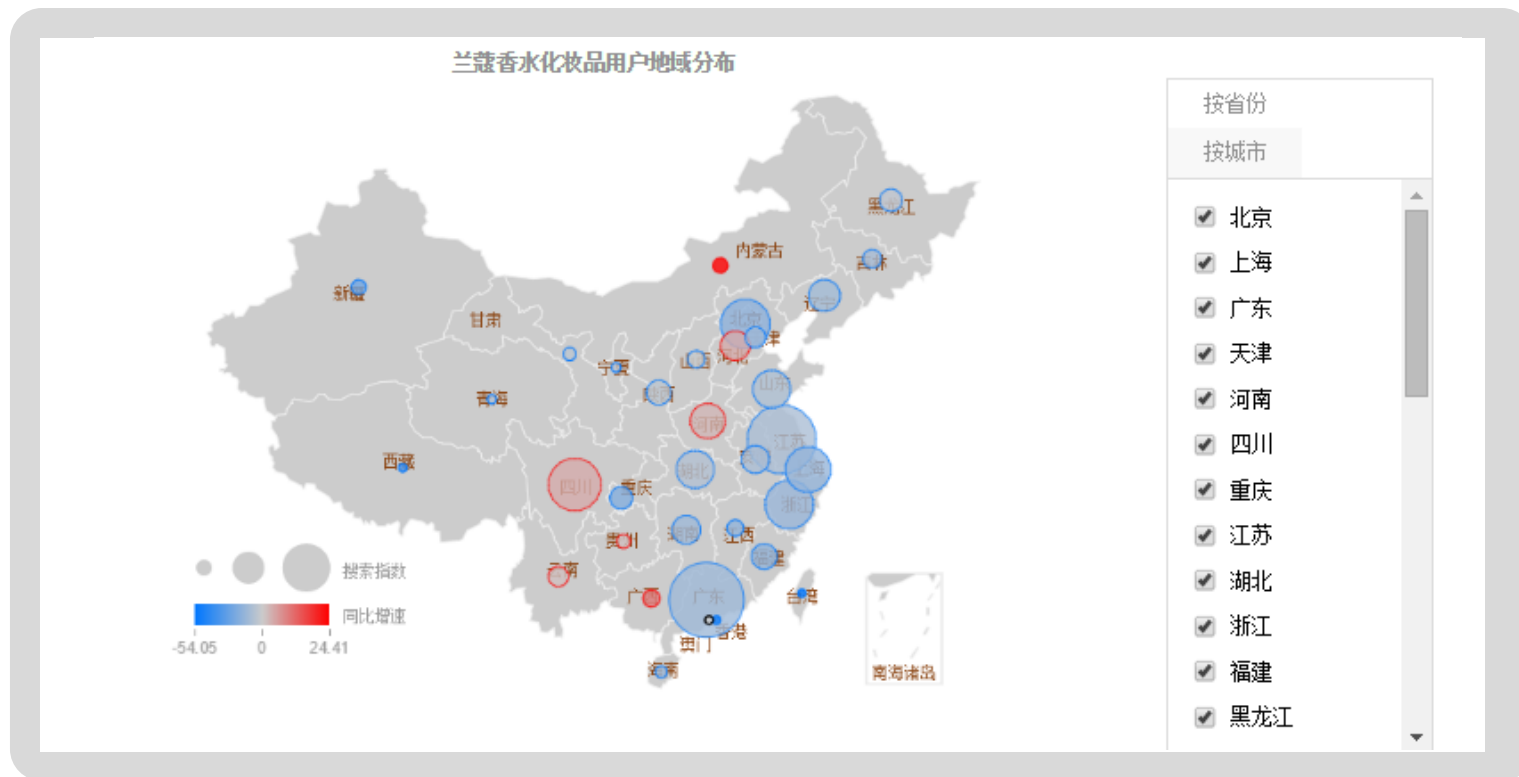 兰蔻香水化妆品用户地域分布
按省份
按城市
黑龙江
北京
内蒙古
上海
吉林
新疆
广东
辽宁
甘肃
北京
天津
天津
宁夏
山西
河北
青海
陕西
山东
河南
河南
江苏
四川
西藏
湖北
上海
四川
重庆
重庆
浙江
湖南
江西
江苏
贵州
福建
云南
搜索指数
湖北
广西
广东
台湾
同比增速
浙江
香港
澳门
-54.05
0
24.41
海南
南海诸岛
福建
黑龙江